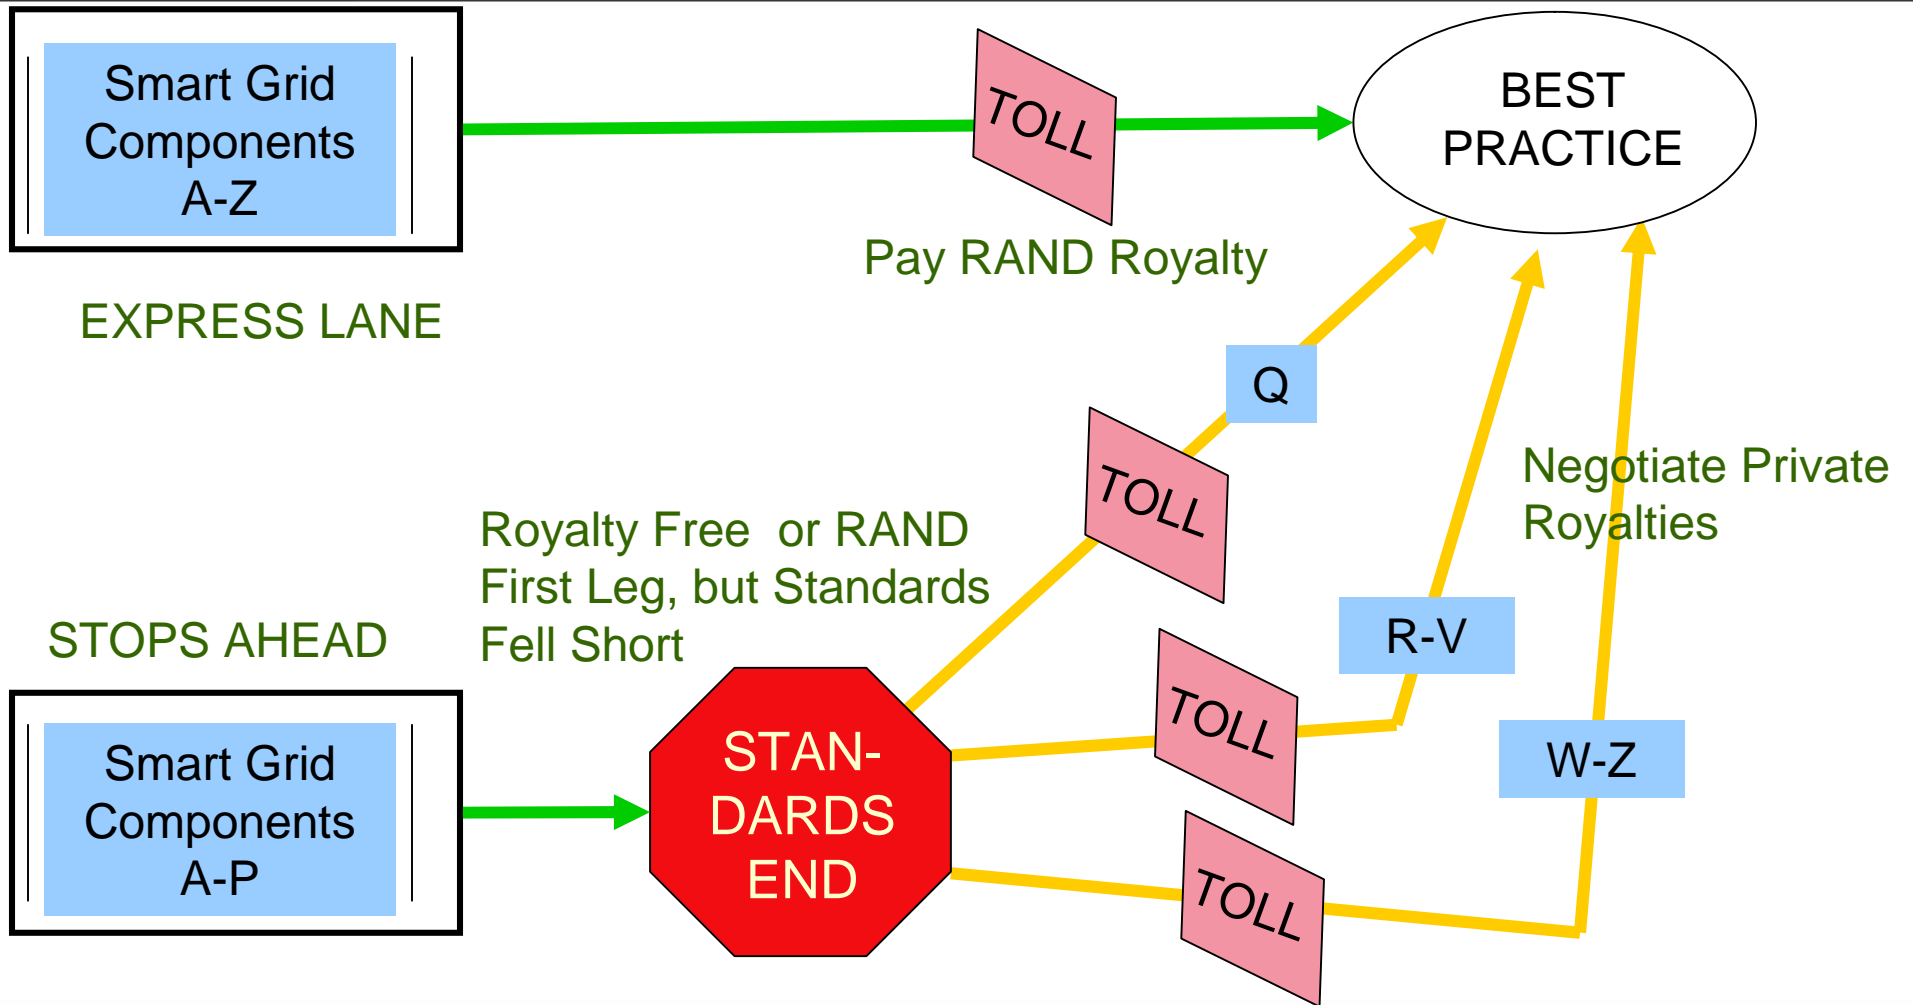 Smart Grid
Components
A-Z
TOLL
BEST
PRACTICE
Pay RAND Royalty
EXPRESS LANE
Q
TOLL
Negotiate Private
Royalties
Royalty Free  or RAND
First Leg, but Standards
Fell Short
STOPS AHEAD
R-V
TOLL
Smart Grid
Components
A-P
STAN-
DARDS
END
W-Z
TOLL